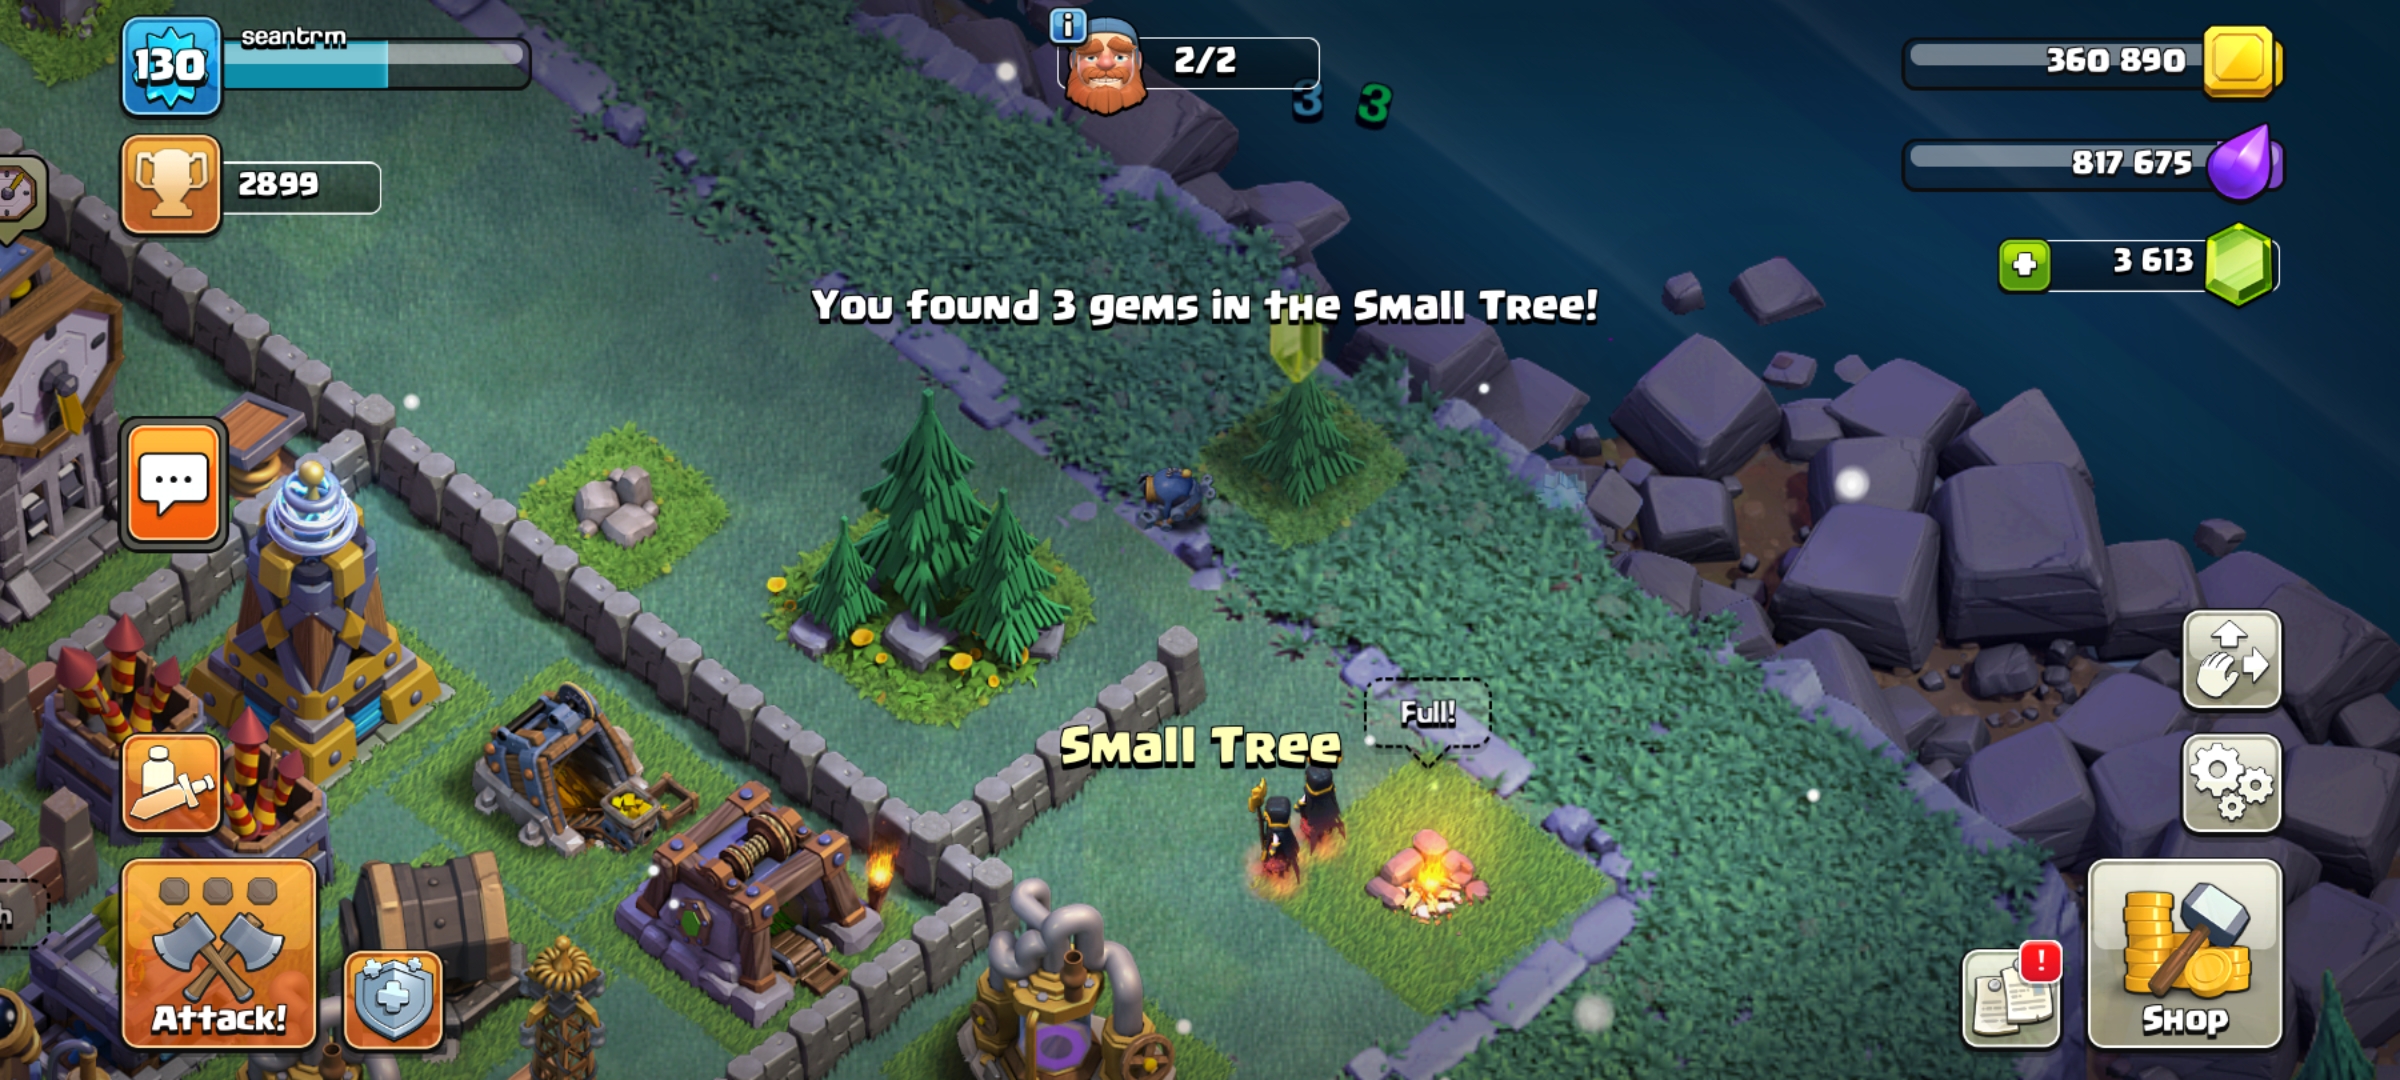 seantrm
130
2/2
360 890
3 3
2899
817 675
3 613
You found 3 gems in the Small Tree!
Full!
Small Tree
Attack!
!
Shop